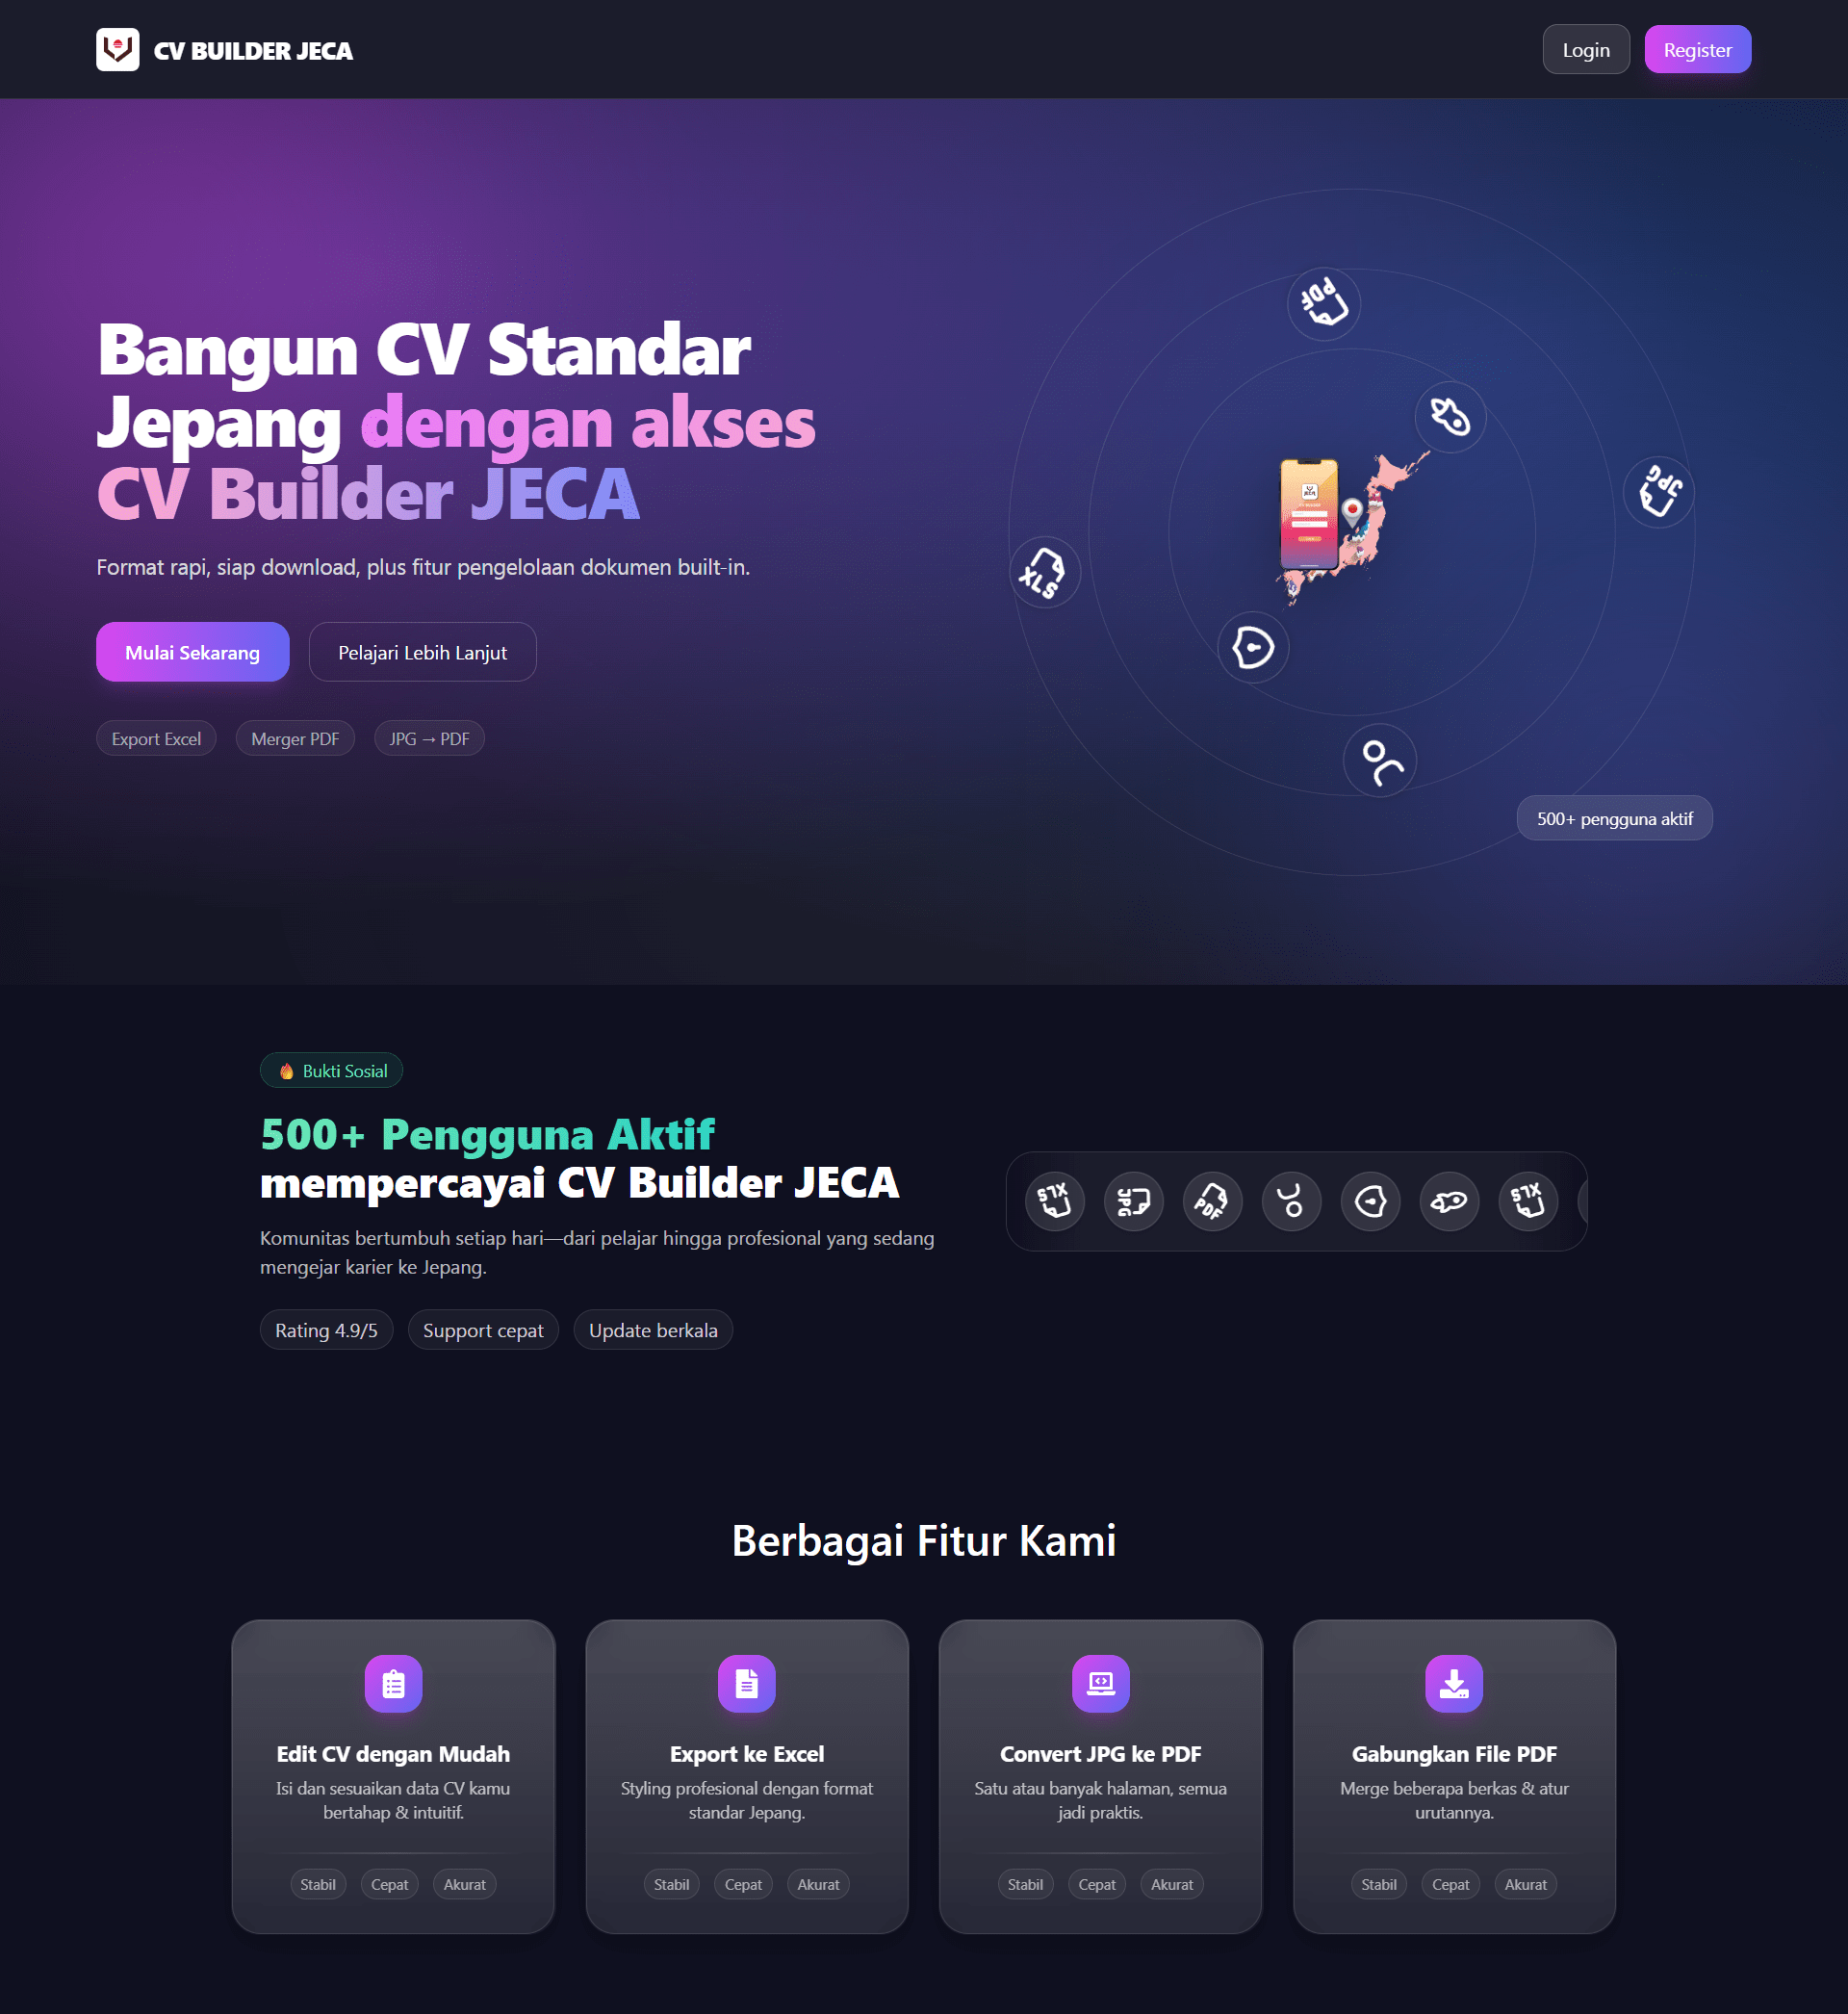 CV BUILDER JECA
Login
Register
Bangun CV Standar
Jepang dengan akses
CV Builder JECA
Format rapi, siap download, plus fitur pengelolaan dokumen built-in.
Mulai Sekarang
Pelajari Lebih Lanjut
Export Excel
Merger PDF
JPG → PDF
PDF
JPG
XLS
JECA
500+ pengguna aktif
🔥 Bukti Sosial
500+ Pengguna Aktif
mempercayai CV Builder JECA
Komunitas bertumbuh setiap hari—dari pelajar hingga profesional yang sedang
mengejar karier ke Jepang.
Rating 4.9/5
Support cepat
Update berkala
XLS
JPG
PDF
XLS
Berbagai Fitur Kami
Edit CV dengan Mudah
Isi dan sesuaikan data CV kamu
bertahap & intuitif.
Stabil
Cepat
Akurat
Export ke Excel
Styling profesional dengan format
standar Jepang.
Stabil
Cepat
Akurat
Convert JPG ke PDF
Satu atau banyak halaman, semua
jadi praktis.
Stabil
Cepat
Akurat
Gabungkan File PDF
Merge beberapa berkas & atur
urutannya.
Stabil
Cepat
Akurat